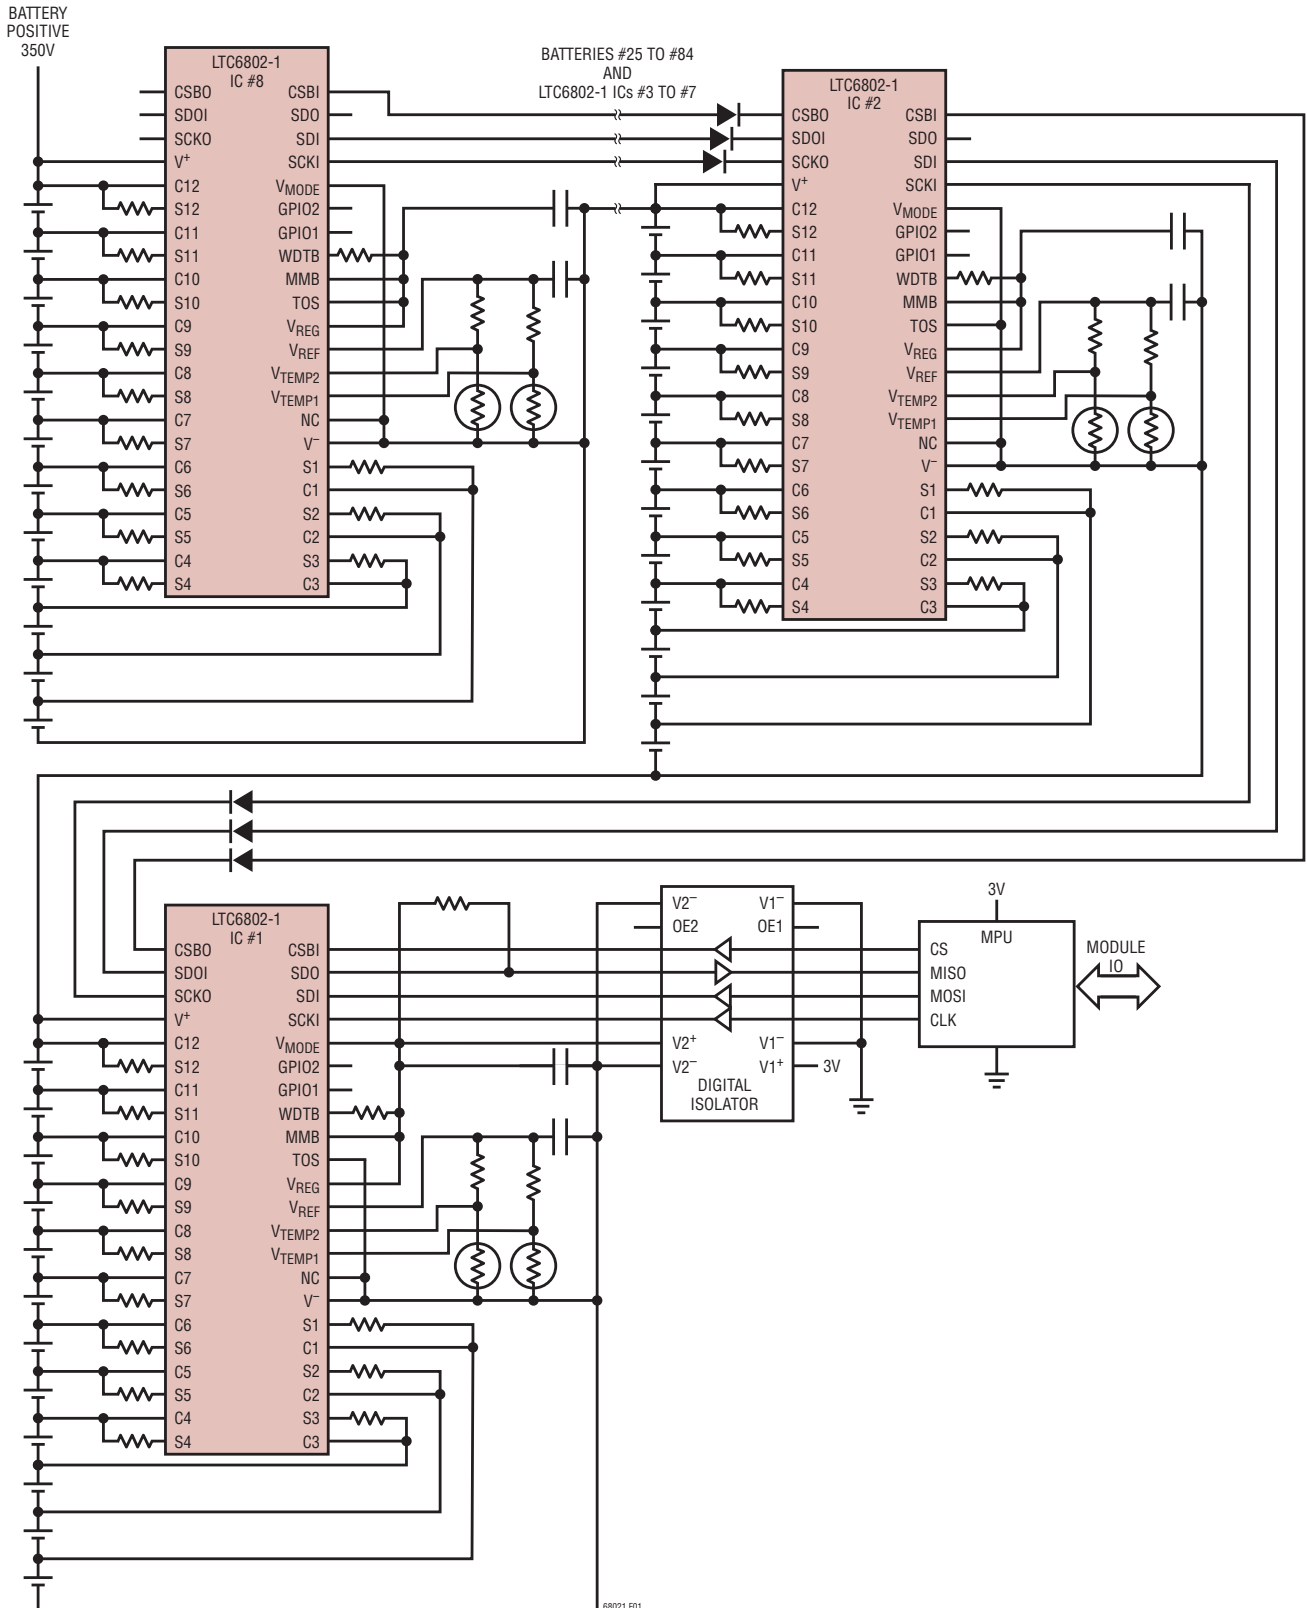 BATTERY
POSITIVE
350V
LTC6802-1
IC #8
CSBO
SDOI
SCKO
V+
C12
S12
C11
S11
C10
S10
C9
S9
C8
S8
C7
S7
C6
S6
C5
S5
C4
S4
CSBI
SDO
SDI
SCKI
VMODE
GPIO2
GPIO1
WDTB
MMB
TOS
VREG
VREF
VTEMP2
VTEMP1
NC
V−
S1
C1
S2
C2
S3
C3
BATTERIES #25 TO #84
AND
LTC6802-1 ICs #3 TO #7
LTC6802-1
IC #2
CSBO
SDOI
SCKO
V+
C12
S12
C11
S11
C10
S10
C9
S9
C8
S8
C7
S7
C6
S6
C5
S5
C4
S4
CSBI
SDO
SDI
SCKI
VMODE
GPIO2
GPIO1
WDTB
MMB
TOS
VREG
VREF
VTEMP2
VTEMP1
NC
V−
S1
C1
S2
C2
S3
C3
LTC6802-1
IC #1
CSBO
SDOI
SCKO
V+
C12
S12
C11
S11
C10
S10
C9
S9
C8
S8
C7
S7
C6
S6
C5
S5
C4
S4
CSBI
SDO
SDI
SCKI
VMODE
GPIO2
GPIO1
WDTB
MMB
TOS
VREG
VREF
VTEMP2
VTEMP1
NC
V−
S1
C1
S2
C2
S3
C3
V2−
OE2
V2+
V2−
V1−
OE1
V1−
V1+
3V
DIGITAL
ISOLATOR
3V
MPU
CS
MISO
MOSI
CLK
MODULE
IO
68021 F01